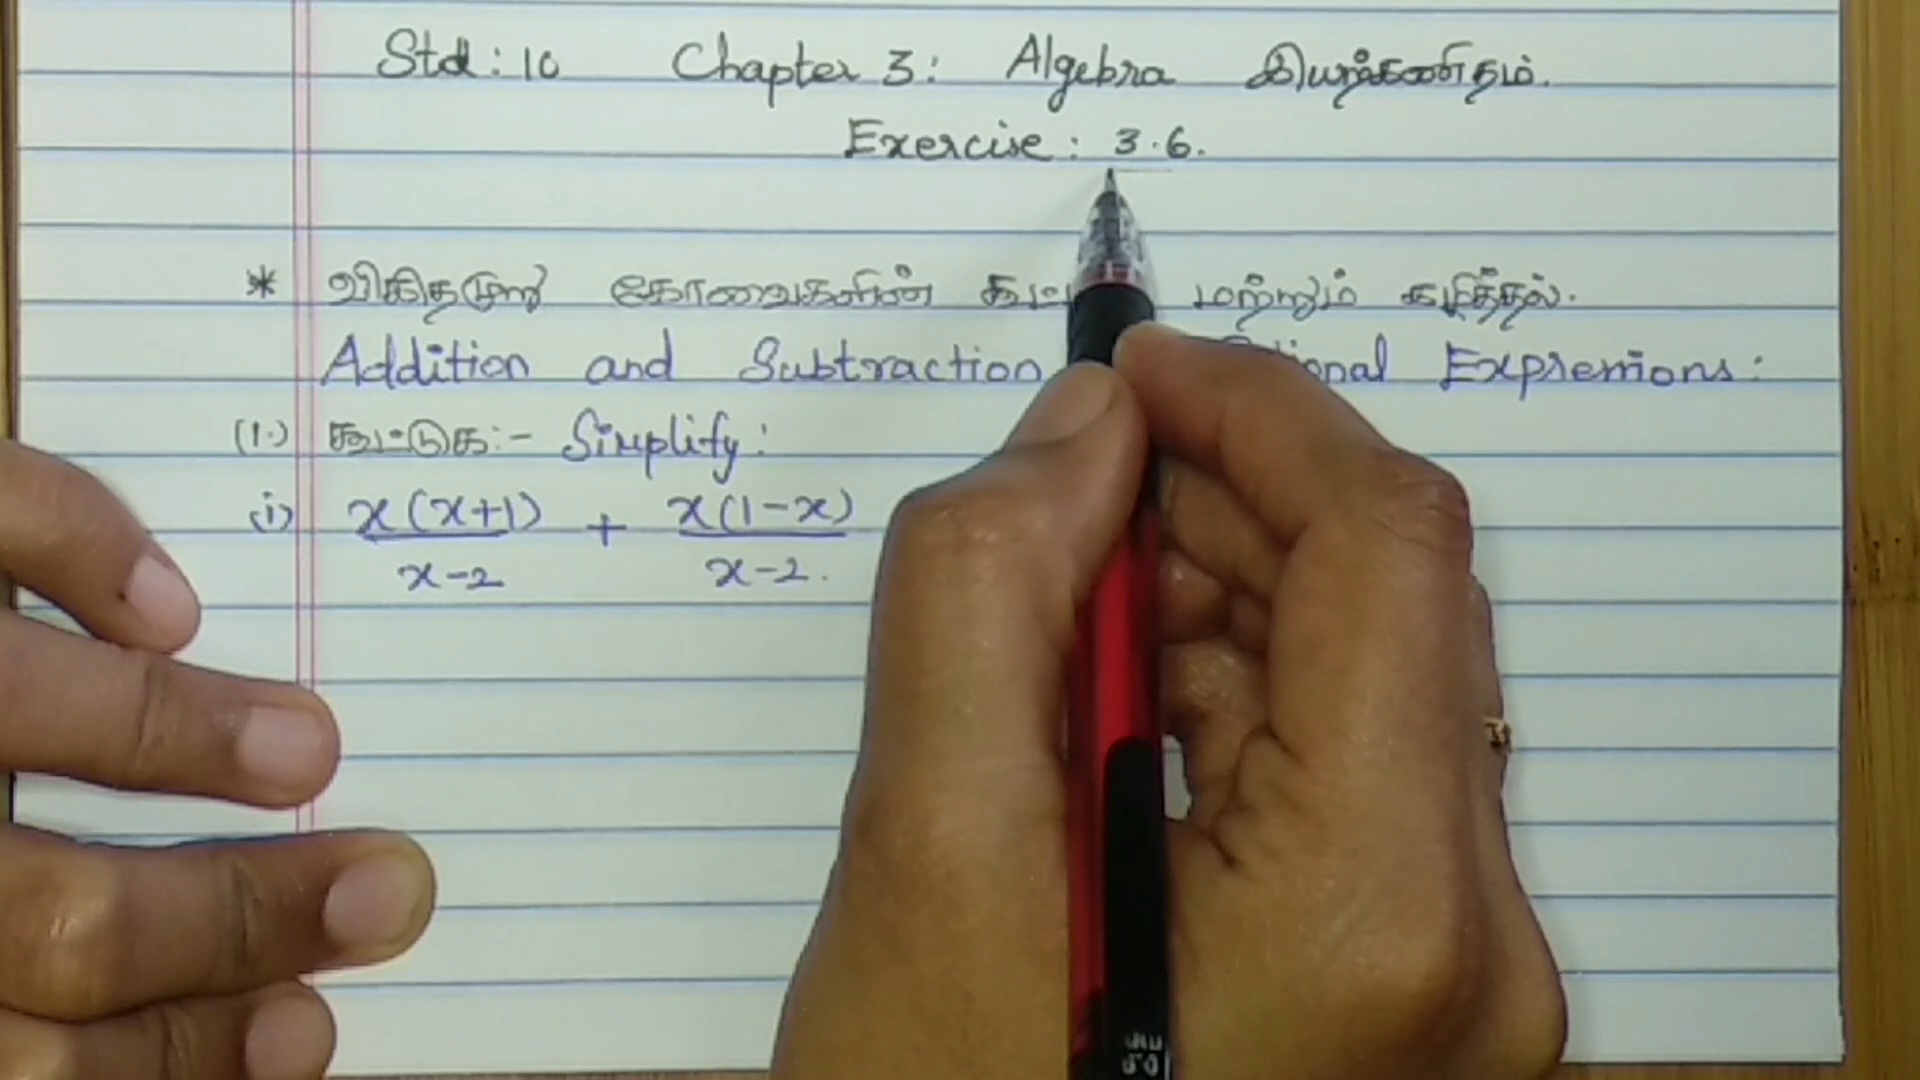 Std: 10 Chapter 3: Algebra இயற்கணிதம்.
Exercise: 3.6.
* விகிதமுறு கோவைகளின் மற்றும் கழித்தல்.
Addition and Subtraction Expressions:
(1.) கூட்டுக:- Simplify:
(i) x(x+1)/x-2 + x(1-x)/x-2.